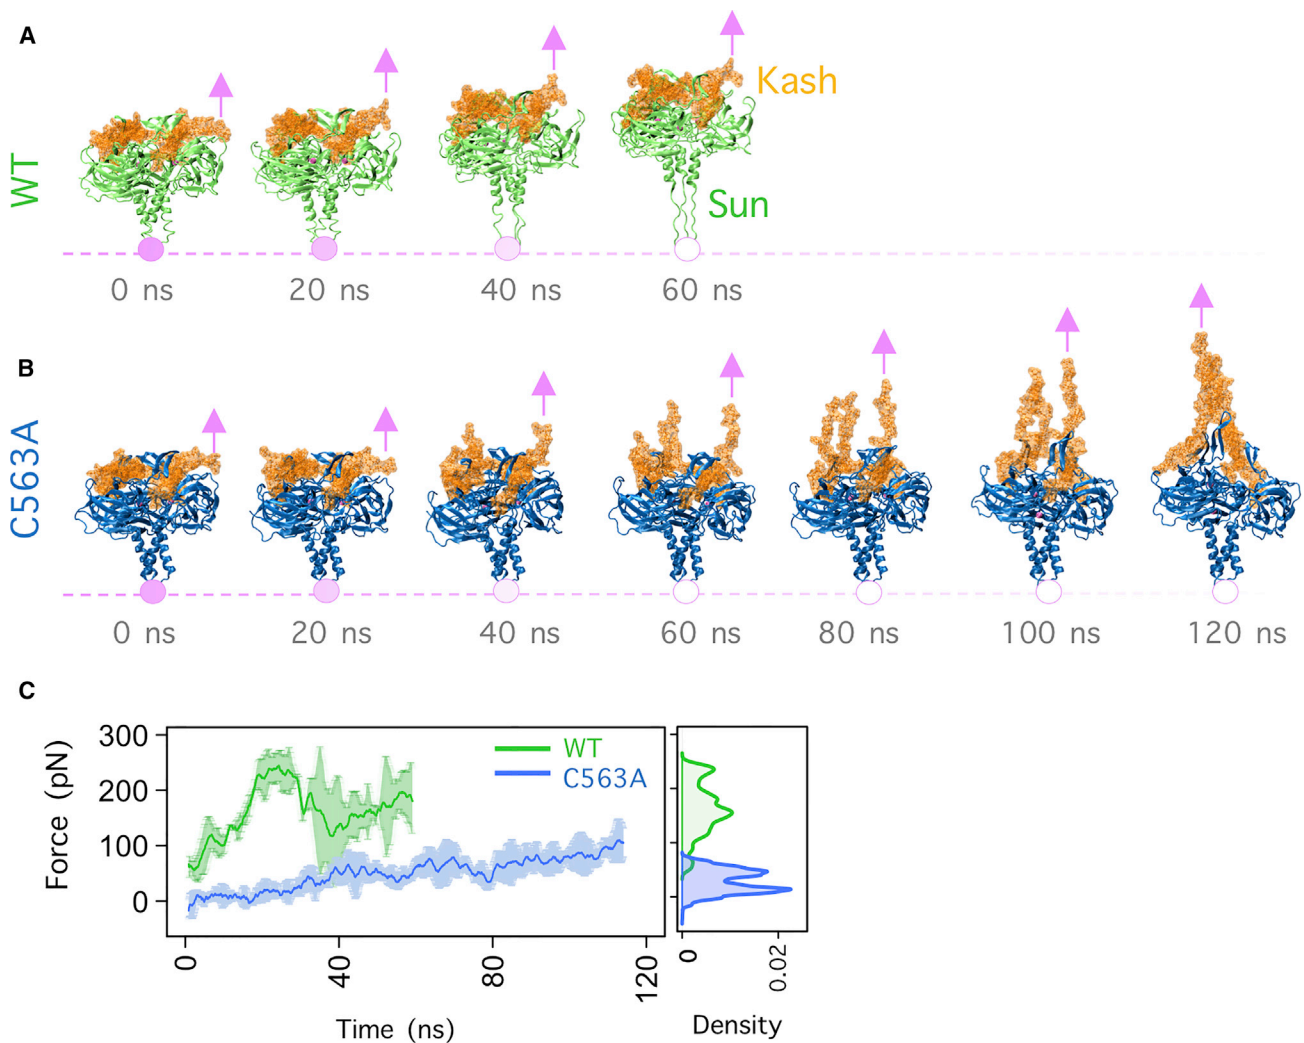 A
WT
Kash
Sun
0 ns
20 ns
40 ns
60 ns
B
C563A
0 ns
20 ns
40 ns
60 ns
80 ns
100 ns
120 ns
C
Force (pN)
300
200
100
0
WT
C563A
0
40
80
120
Time (ns)
0
0.02
Density